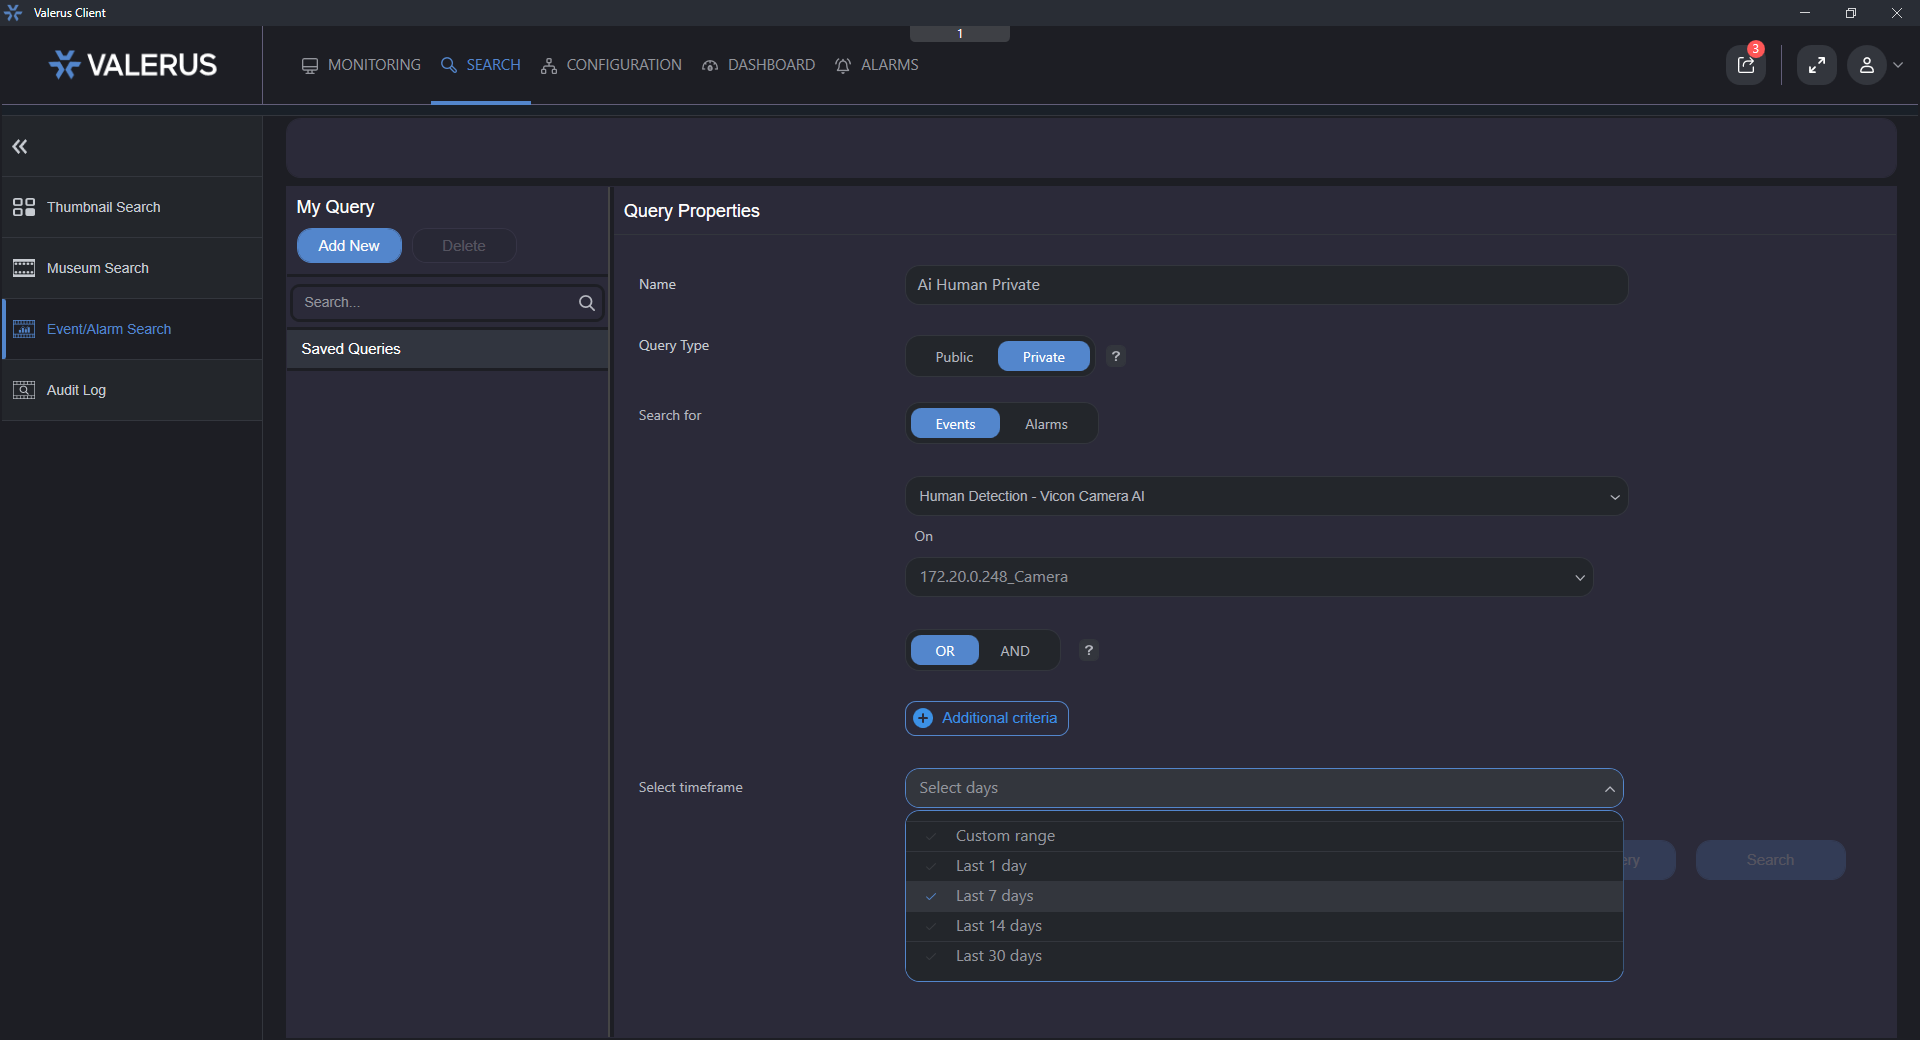 Valerus Client
1
VALERUS
MONITORING
SEARCH
CONFIGURATION
DASHBOARD
ALARMS
3
Thumbnail Search
Museum Search
Event/Alarm Search
Audit Log
My Query
Add New
Delete
Search...
Saved Queries
Query Properties
Name
Ai Human Private
Query Type
Public
Private
?
Search for
Events
Alarms
Human Detection - Vicon Camera AI
On
172.20.0.248_Camera
OR
AND
?
Additional criteria
Select timeframe
Select days
Custom range
Last 1 day
Last 7 days
Last 14 days
Last 30 days
Search